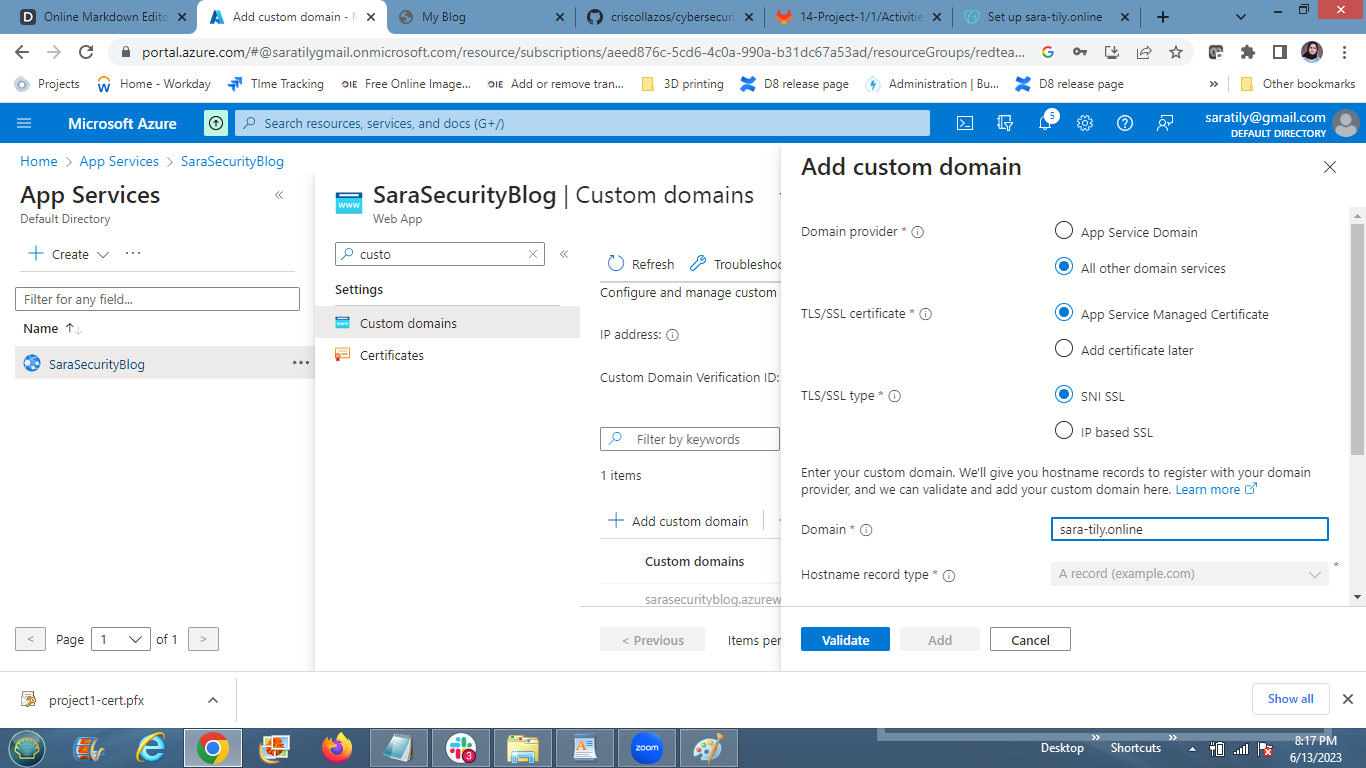 Online Markdown Edito
Add custom domain - M
My Blog
criscollazos/cybersecuri
14-Project-1/1/Activitie
Set up sara-tily.online
portal.azure.com/#@saratilygmail.onmicrosoft.com/resource/subscriptions/aeed876c-5cd6-4c0a-990a-b31dc67a53ad/resourceGroups/redtea...
Projects
Home - Workday
TIme Tracking
Free Online Image...
Add or remove tran...
3D printing
D8 release page
Administration | Bu...
D8 release page
Other bookmarks
Microsoft Azure
Search resources, services, and docs (G+/)
5
saratily@gmail.com
DEFAULT DIRECTORY
Home > App Services > SaraSecurityBlog
App Services
Default Directory
+ Create
Filter for any field...
Name
SaraSecurityBlog
< Page 1 of 1 >
SaraSecurityBlog | Custom domains
Web App
custo
Settings
Custom domains
Certificates
Refresh
Troubleshoo
Configure and manage custom
IP address:
Custom Domain Verification ID:
Filter by keywords
1 items
+ Add custom domain
Custom domains
sarasecurityblog.azurew
< Previous
Items per
Add custom domain
Domain provider *
App Service Domain
All other domain services
TLS/SSL certificate *
App Service Managed Certificate
Add certificate later
TLS/SSL type *
SNI SSL
IP based SSL
Enter your custom domain. We'll give you hostname records to register with your domain
provider, and we can validate and add your custom domain here. Learn more
Domain *
sara-tily.online
Hostname record type *
A record (example.com)
*
Validate
Add
Cancel
project1-cert.pfx
Show all
3
zoom
Desktop
Shortcuts
8:17 PM
6/13/2023